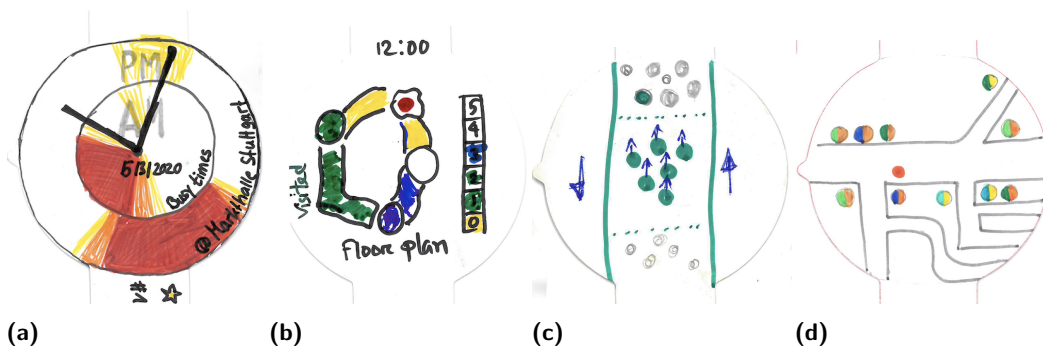 PM
AM
5/3/2020
Busy times
@ Markthalle Stuttgart
12:00
5
4
3
2
1
0
visited
Floore plan
(a)
(b)
(c)
(d)